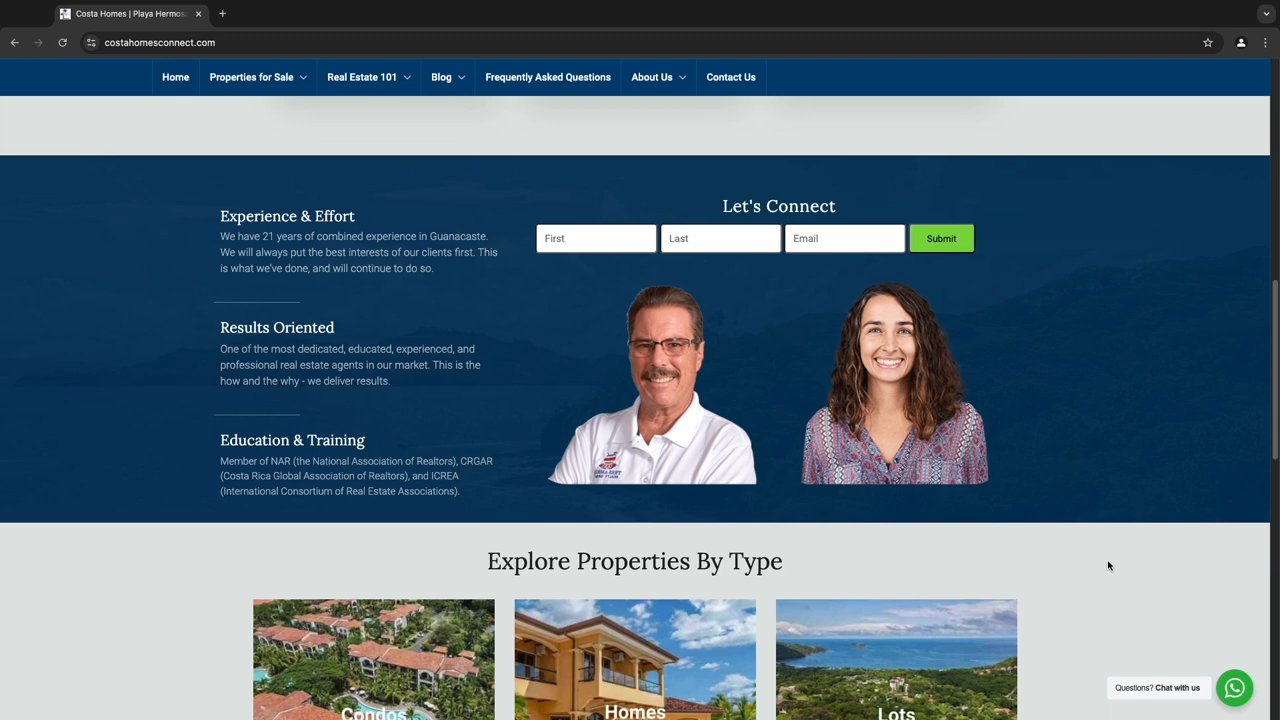 Costa Homes | Playa Hermos
costahomesconnect.com
Home
Properties for Sale
Real Estate 101
Blog
Frequently Asked Questions
About Us
Contact Us
Experience & Effort
We have 21 years of combined experience in Guanacaste.
We will always put the best interests of our clients first. This
is what we've done, and will continue to do so.
Results Oriented
One of the most dedicated, educated, experienced, and
professional real estate agents in our market. This is the
how and the why - we deliver results.
Education & Training
Member of NAR (the National Association of Realtors), CRGAR
(Costa Rica Global Association of Realtors), and ICREA
(International Consortium of Real Estate Associations).
Let's Connect
First
Last
Email
Submit
Explore Properties By Type
Condos
Homes
Lots
Questions? Chat with us